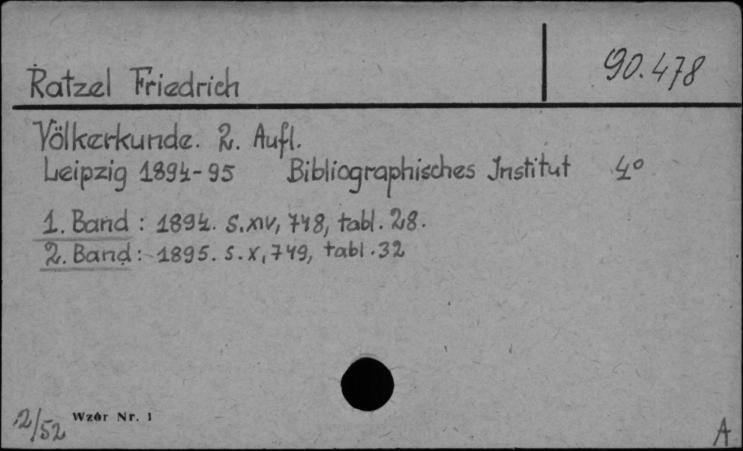 Ratzel Friedrich
90.478
Völkerkunde. 2. Aufl.
Leipzig 1894-95 Bibliographisches Institut 4°
1. Band: 1894. S. XIV, 748, tabl. 28.
2. Band: 1895. S. X, 749, tabl. 32
2/52
Wzór Nr. 1
A